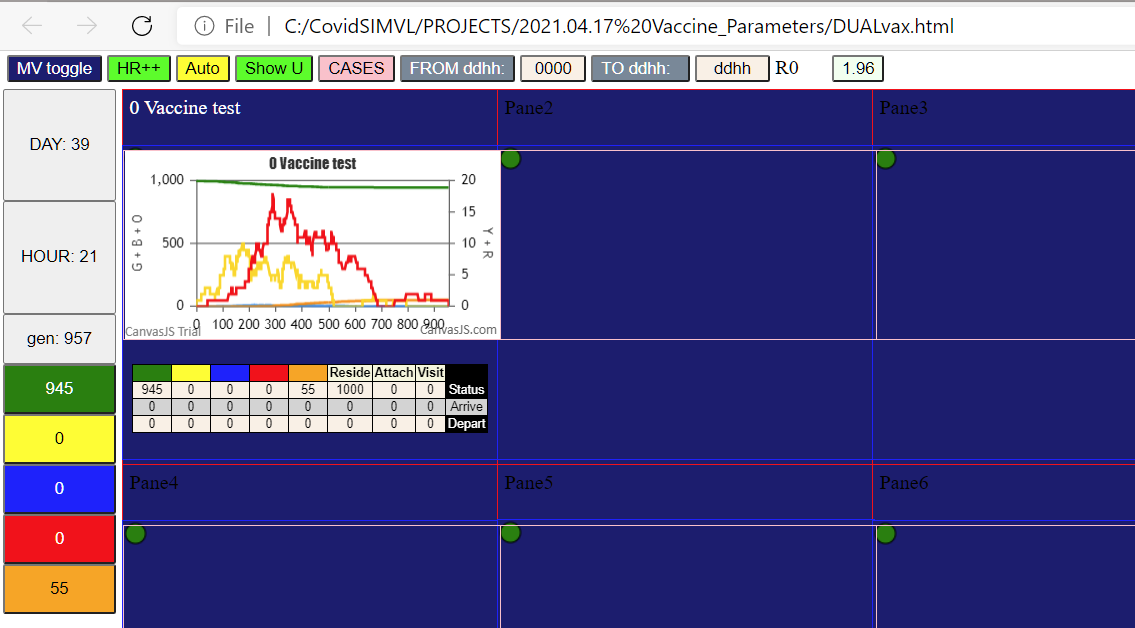 File | C:/CovidSIMVL/PROJECTS/2021.04.17%20Vaccine_Parameters/DUALvax.html
MV toggle HR++ Auto Show U CASES FROM ddhh: 0000 TO ddhh: ddhh R0 1.96
DAY: 39
HOUR: 21
gen: 957
945
0
0
0
55
0 Vaccine test Pane2 Pane3
0 Vaccine test
1,000 20
15
500 10
5
0 0
G + B + O
Y + R
0 100 200 300 400 500 600 700 800 900
CanvasJS Trial CanvasJS.com
Reside Attach Visit
945 0 0 0 55 1000 0 0 Status
0 0 0 0 0 0 0 0 Arrive
0 0 0 0 0 0 0 0 Depart
Pane4 Pane5 Pane6